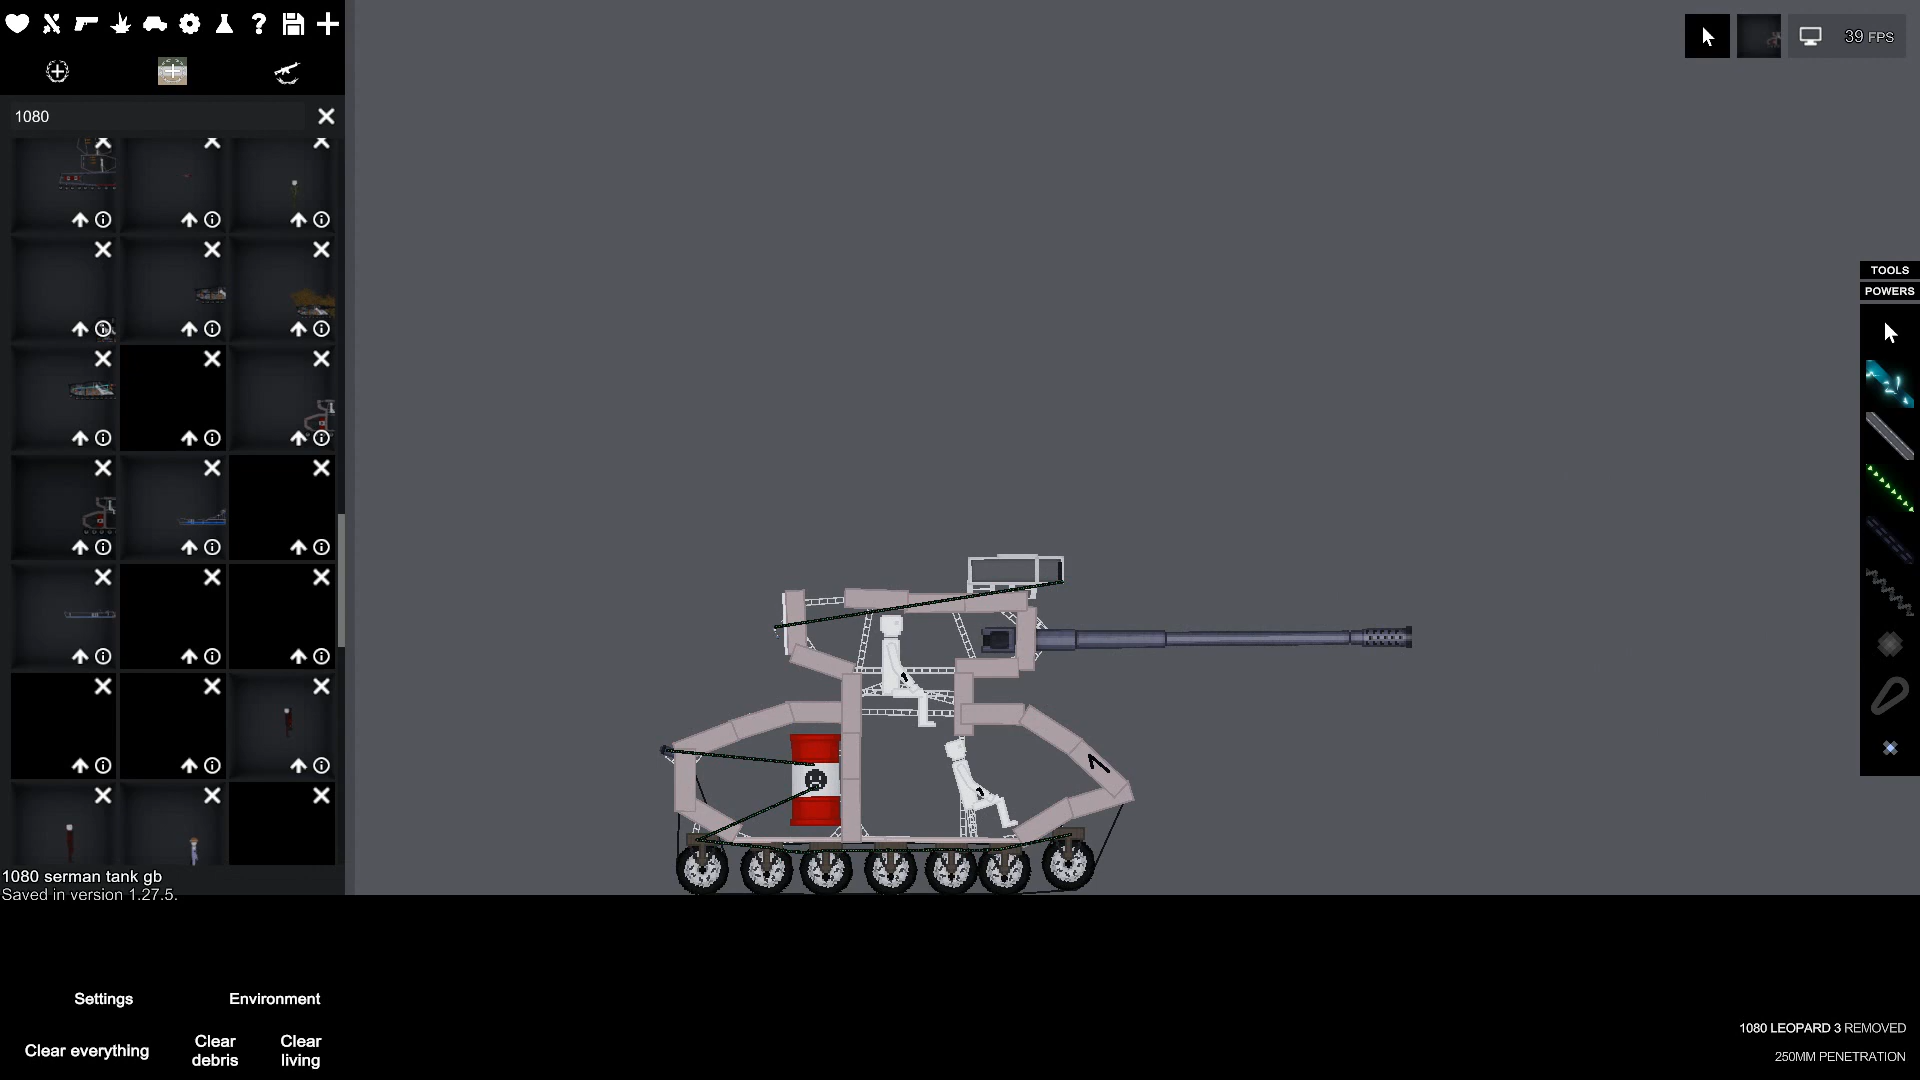 39 FPS
1080
TOOLS
POWERS
1080 serman tank gb
Saved in version 1.27.5.
Settings
Environment
Clear everything
Clear debris
Clear living
1080 LEOPARD 3 REMOVED
250MM PENETRATION